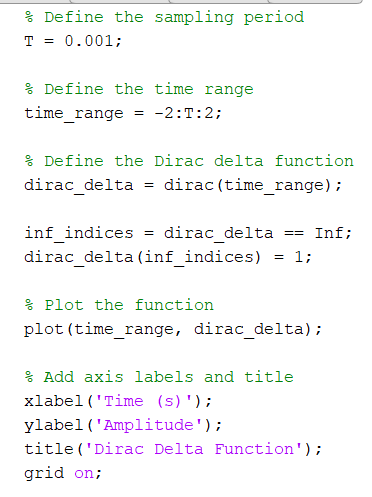 % Define the sampling period
T = 0.001;
% Define the time range
time_range = -2:T:2;
% Define the Dirac delta function
dirac_delta = dirac(time_range);
inf_indices = dirac_delta == Inf;
dirac_delta(inf_indices) = 1;
% Plot the function
plot(time_range, dirac_delta);
% Add axis labels and title
xlabel('Time (s)');
ylabel('Amplitude');
title('Dirac Delta Function');
grid on;